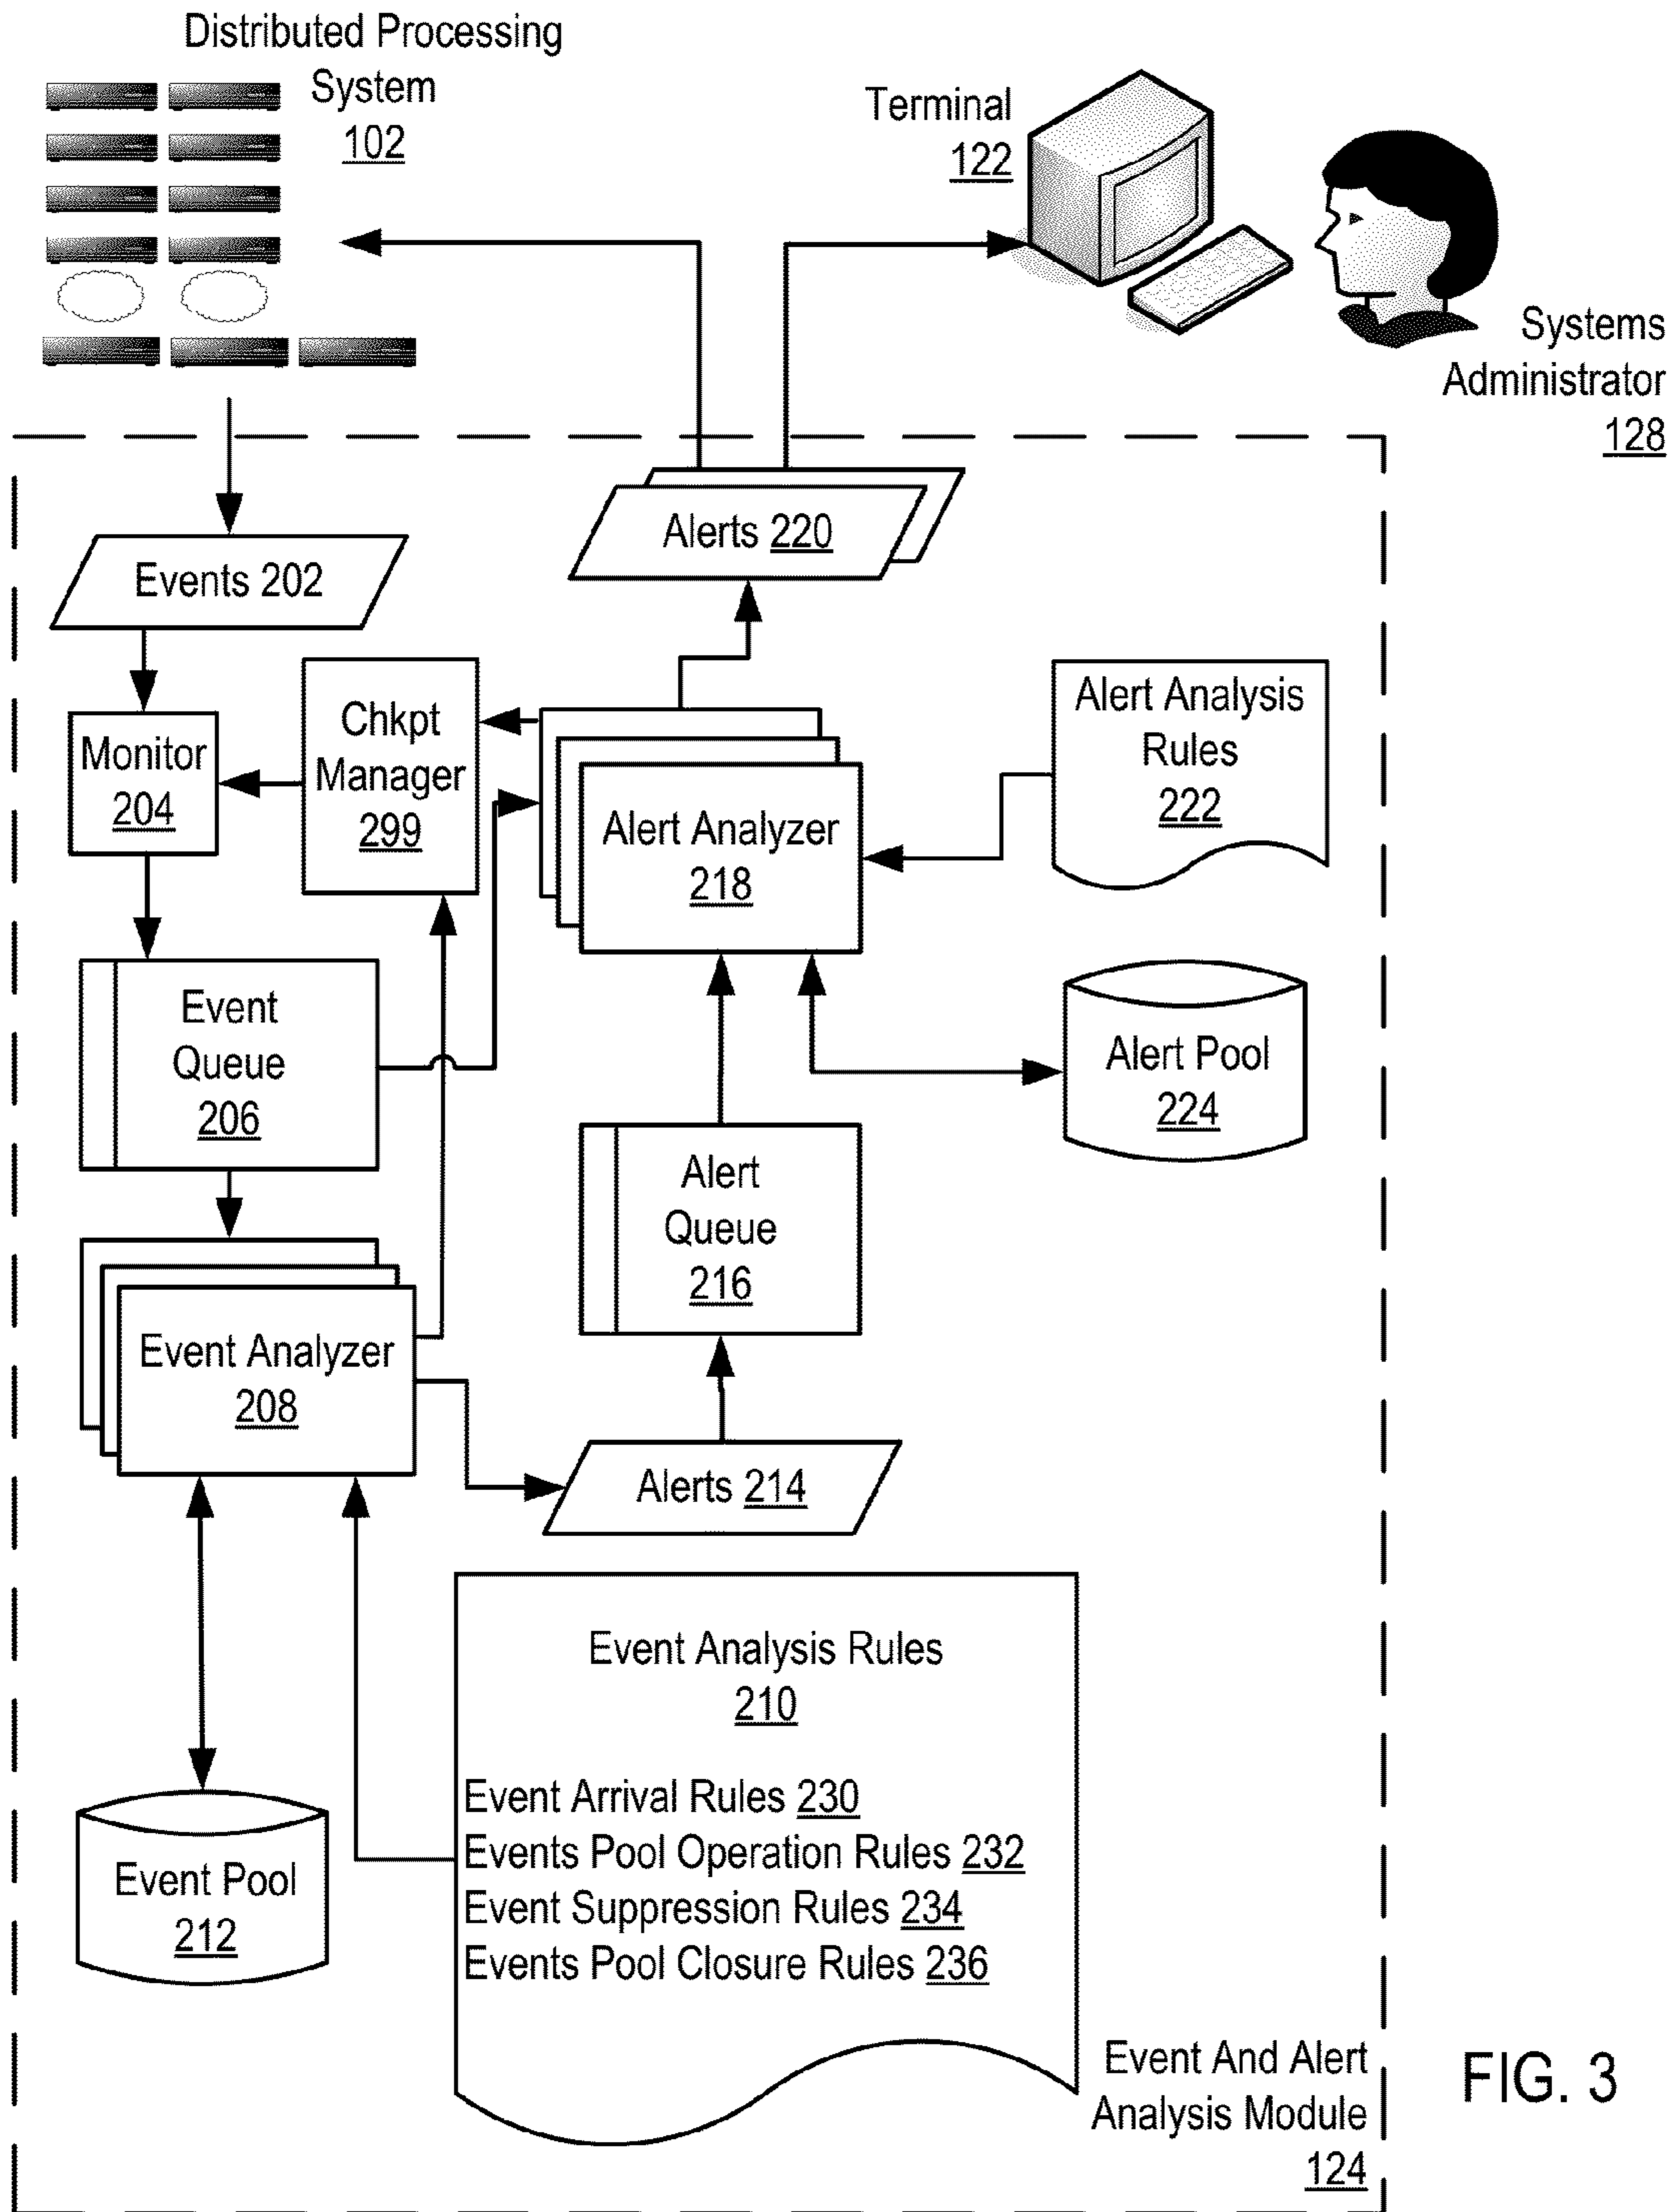 Distributed Processing
System
102
Terminal
122
Systems
Administrator
128
Alerts 220
Events 202
Chkpt
Manager
299
Monitor
204
Alert Analysis
Rules
222
Alert Analyzer
218
Event
Queue
206
Alert Pool
224
Alert
Queue
216
Event Analyzer
208
Alerts 214
Event Analysis Rules
210
Event Arrival Rules 230
Events Pool Operation Rules 232
Event Suppression Rules 234
Events Pool Closure Rules 236
Event Pool
212
Event And Alert
Analysis Module
124
FIG. 3